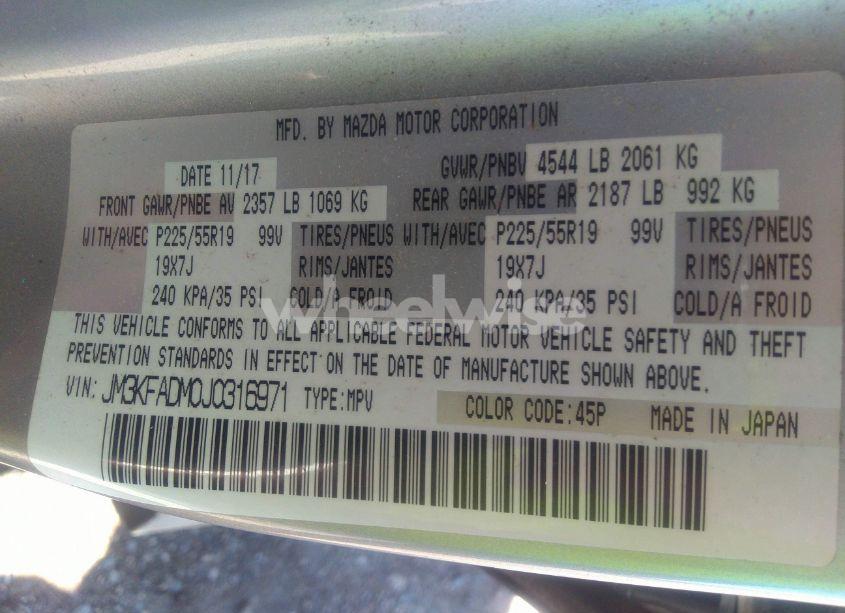 MFD. BY MAZDA MOTOR CORPORATION
DATE 11/17 GVWR/PNBV 4544 LB 2061 KG
FRONT GAWR/PNBE AV 2357 LB 1069 KG REAR GAWR/PNBE AR 2187 LB 992 KG
WITH/AVEC P225/55R19 99V TIRES/PNEUS WITH/AVEC P225/55R19 99V TIRES/PNEUS
19X7J RIMS/JANTES 19X7J RIMS/JANTES
240 KPA/35 PSI COLD/A FROID 240 KPA/35 PSI COLD/A FROID
wheelwise
THIS VEHICLE CONFORMS TO ALL APPLICABLE FEDERAL MOTOR VEHICLE SAFETY AND THEFT
PREVENTION STANDARDS IN EFFECT ON THE DATE OF MANUFACTURE SHOWN ABOVE.
VIN: JM3KFADM0J0316971 TYPE:MPV COLOR CODE:45P MADE IN JAPAN